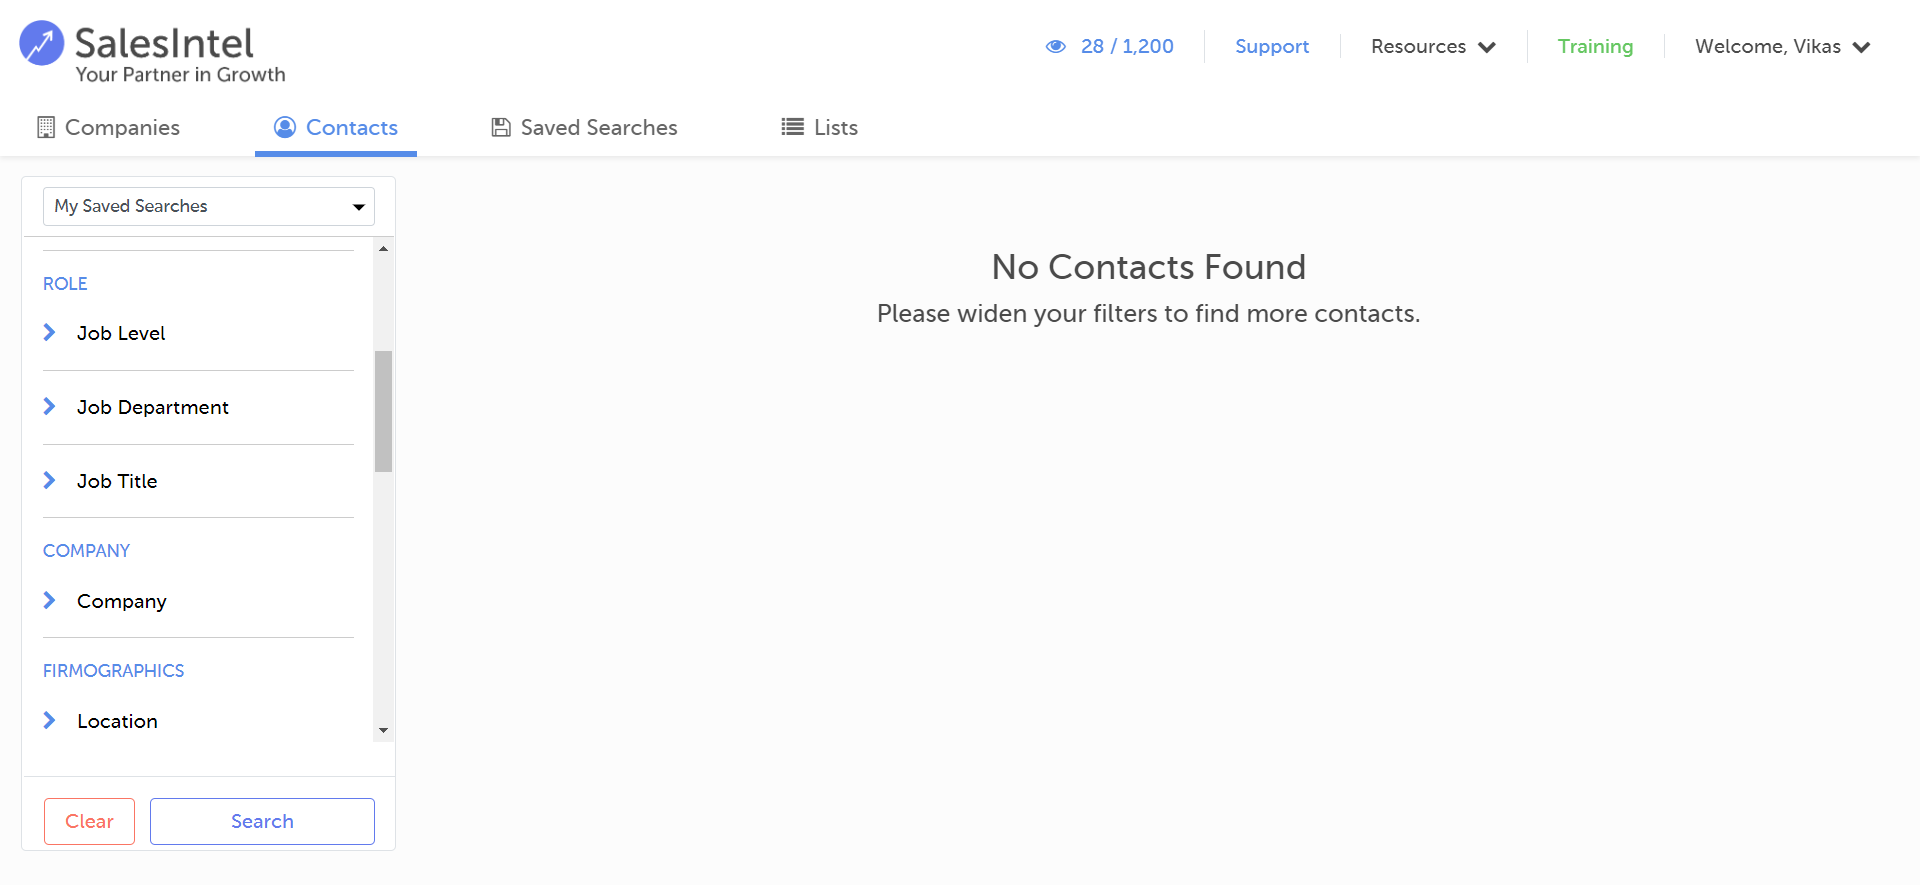 SalesIntel
Your Partner in Growth
28 / 1,200
Support
Resources
Training
Welcome, Vikas
Companies
Contacts
Saved Searches
Lists
My Saved Searches
ROLE
Job Level
Job Department
Job Title
COMPANY
Company
FIRMOGRAPHICS
Location
Clear
Search
No Contacts Found
Please widen your filters to find more contacts.